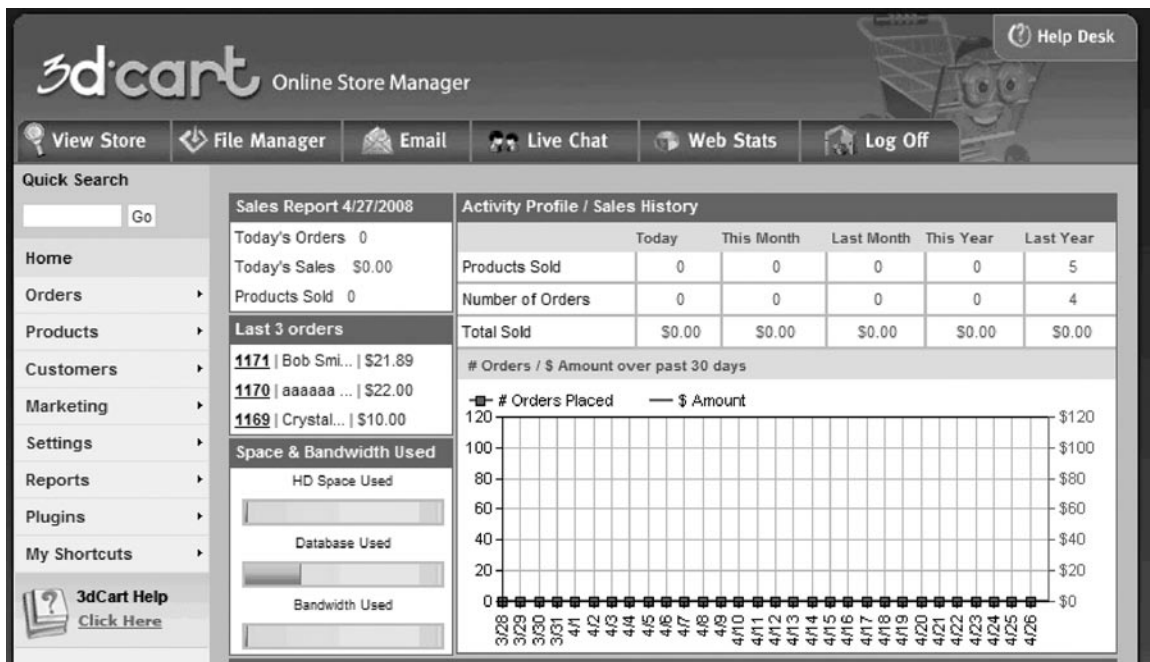 Help Desk
3d cart Online Store Manager
View Store File Manager Email Live Chat Web Stats Log Off
Quick Search
Go
Home
Orders
Products
Customers
Marketing
Settings
Reports
Plugins
My Shortcuts
3dCart Help
Click Here
Sales Report 4/27/2008
Today's Orders 0
Today's Sales $0.00
Products Sold 0
Last 3 orders
1171 | Bob Smi... | $21.89
1170 | aaaaaa ... | $22.00
1169 | Crystal... | $10.00
Space & Bandwidth Used
HD Space Used
Database Used
Bandwidth Used
Activity Profile / Sales History
Today This Month Last Month This Year Last Year
Products Sold 0 0 0 0 5
Number of Orders 0 0 0 0 4
Total Sold $0.00 $0.00 $0.00 $0.00 $0.00
# Orders / $ Amount over past 30 days
# Orders Placed $ Amount
120 $120
100 $100
80 $80
60 $60
40 $40
20 $20
0 $0
3/28 3/29 3/30 3/31 4/1 4/2 4/3 4/4 4/5 4/6 4/7 4/8 4/9 4/10 4/11 4/12 4/13 4/14 4/15 4/16 4/17 4/18 4/19 4/20 4/21 4/22 4/23 4/24 4/25 4/26